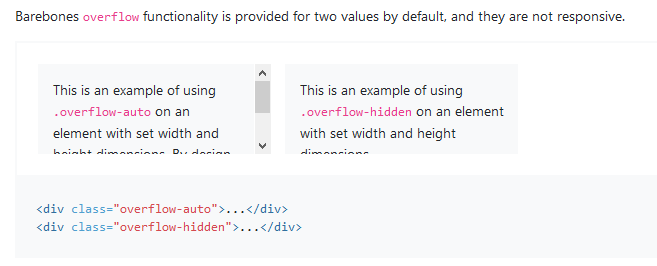 Barebones overflow functionality is provided for two values by default, and they are not responsive.
This is an example of using
.overflow-auto on an
element with set width and
height dimensions. By design
This is an example of using
.overflow-hidden on an element
with set width and height
dimensions
<div class="overflow-auto">...</div>
<div class="overflow-hidden">...</div>